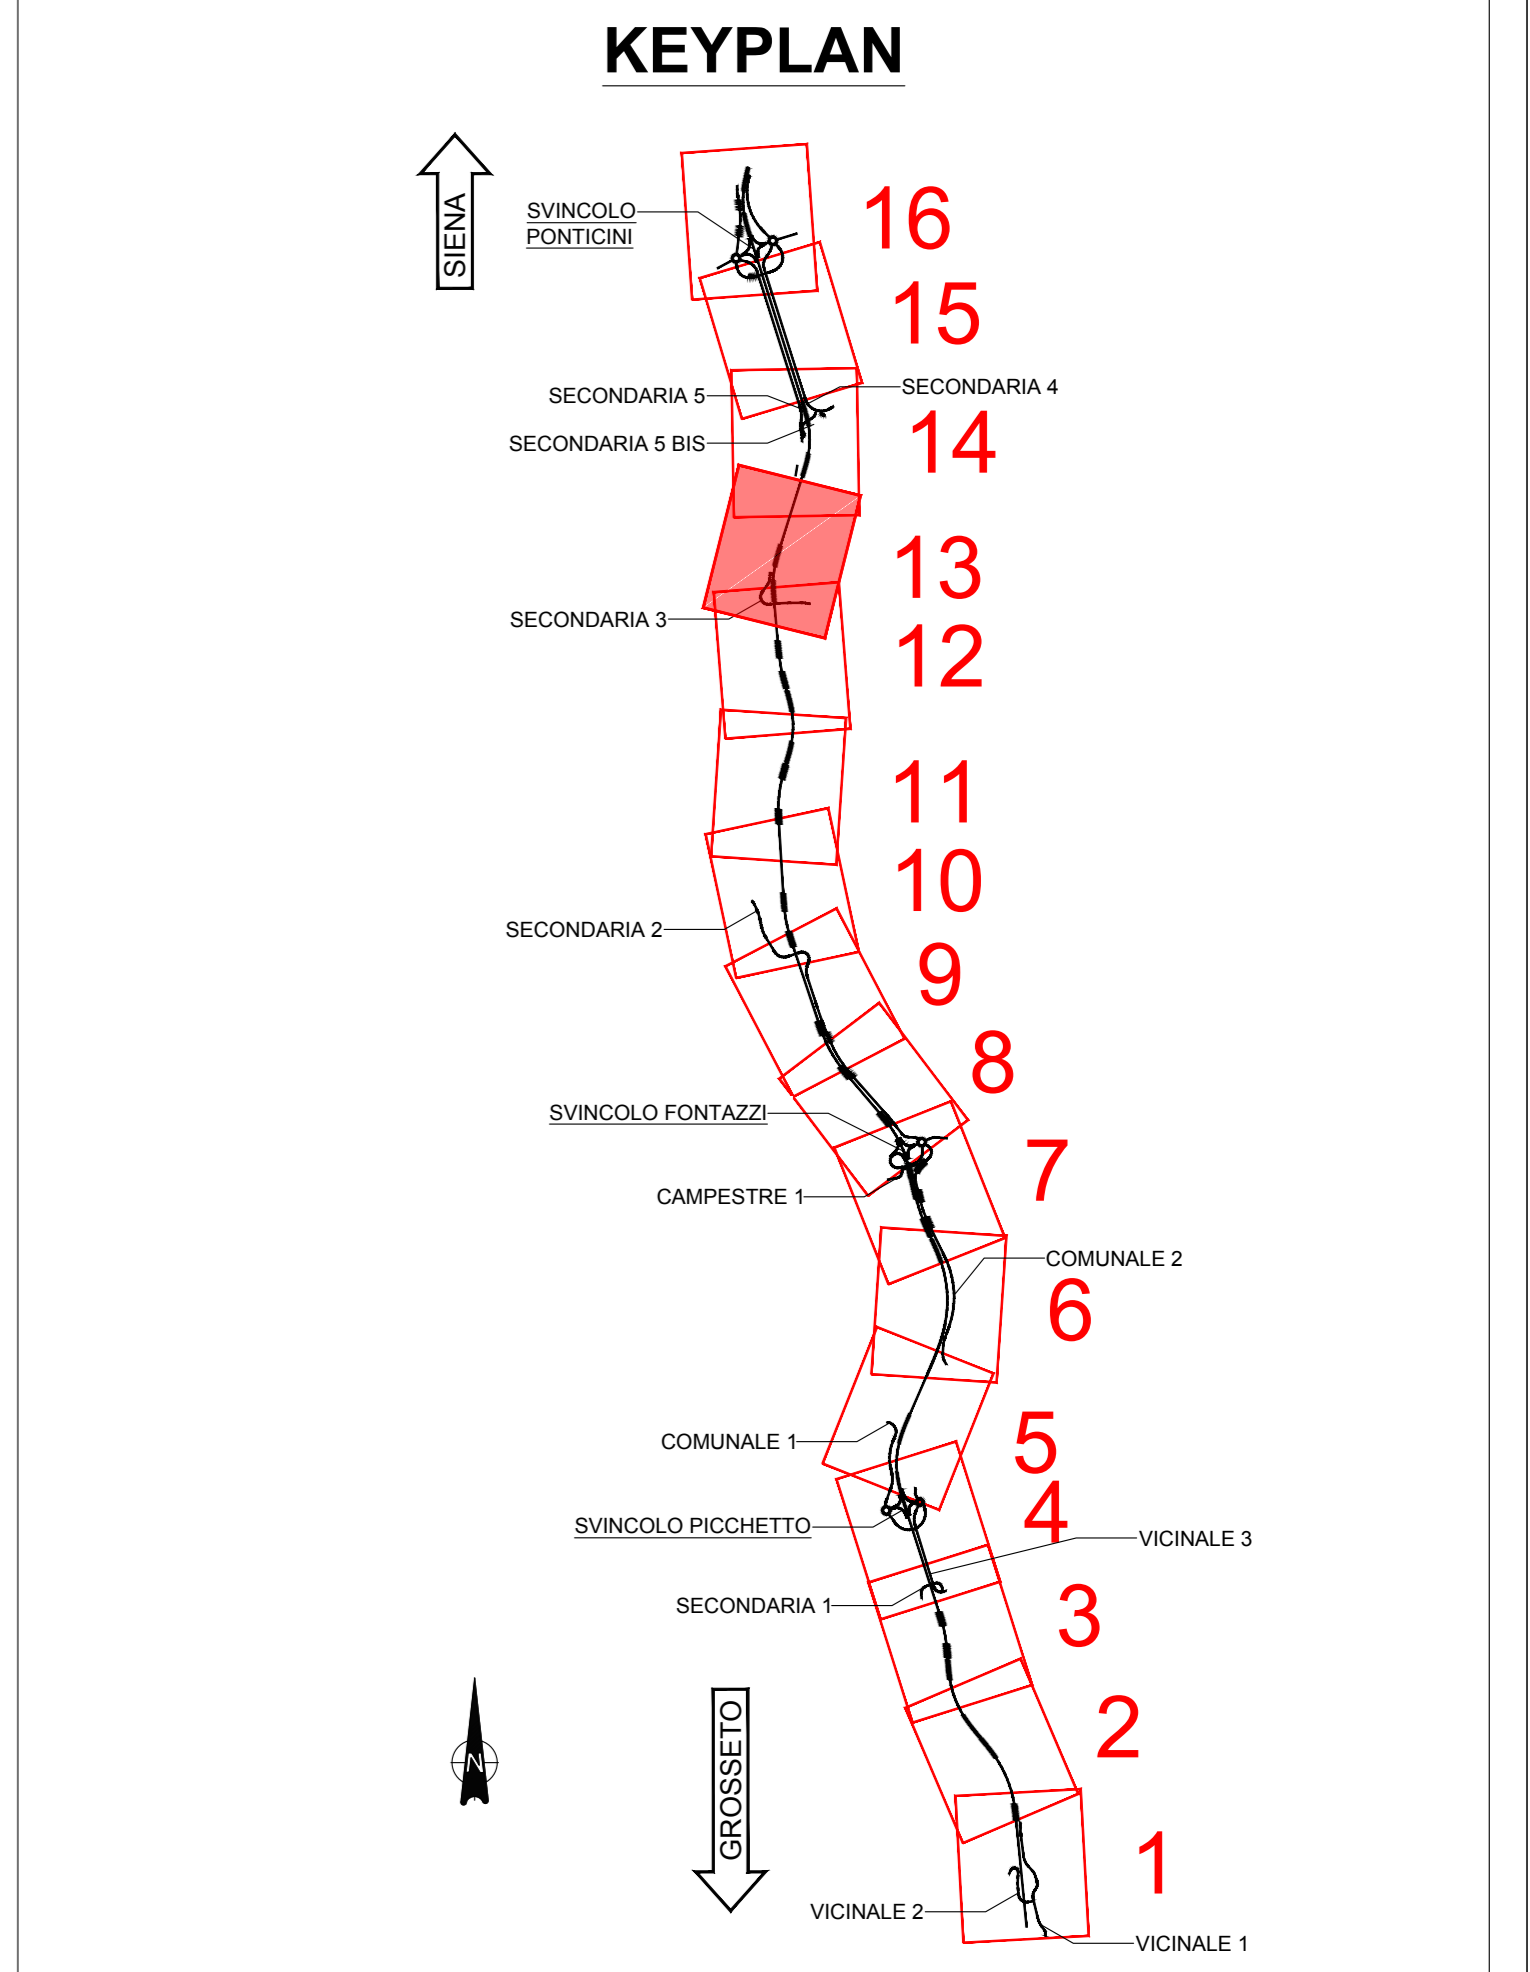 KEYPLAN
SIENA
SVINCOLO
PONTICINI
16
15
SECONDARIA 5
SECONDARIA 4
SECONDARIA 5 BIS
14
13
SECONDARIA 3
12
11
10
SECONDARIA 2
9
8
SVINCOLO FONTAZZI
7
CAMPESTRE 1
COMUNALE 2
6
COMUNALE 1
5
4
SVINCOLO PICCHETTO
VICINALE 3
SECONDARIA 1
3
2
N
GROSSETO
1
VICINALE 2
VICINALE 1